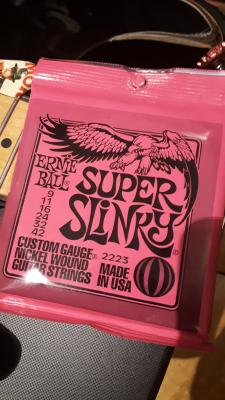 ERNIE
BALL
9
11
16
24
32
42
SUPER
SLINKY®
CUSTOM GAUGE® 2223
NICKEL WOUND
GUITAR STRINGS
MADE
IN USA